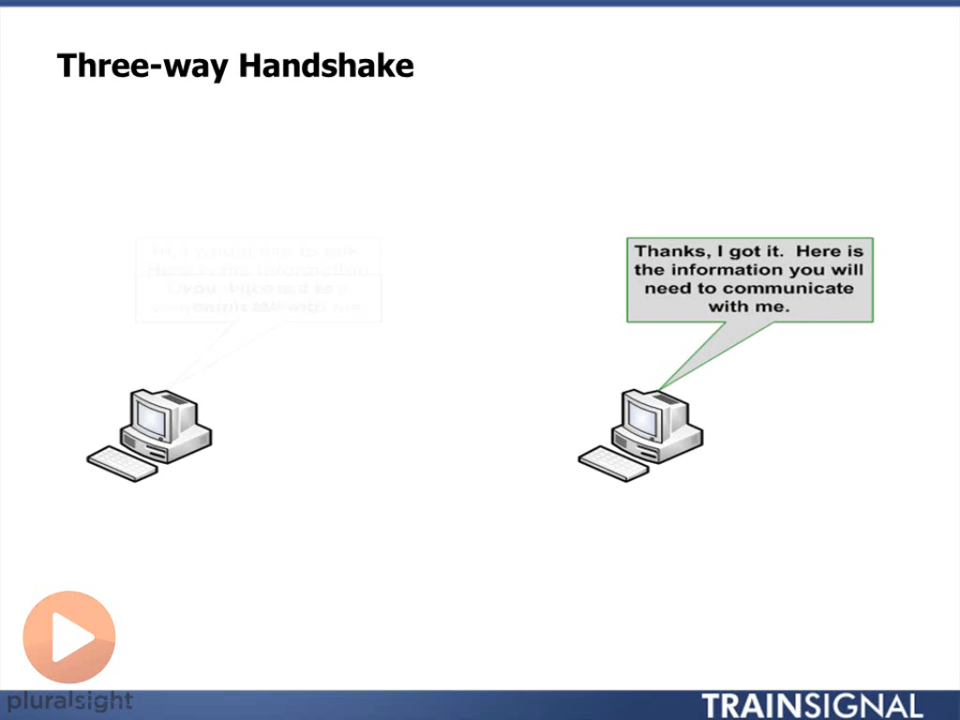 Three-way Handshake
Thanks, I got it. Here is
the information you will
need to communicate
with me.
pluralsight
TRAINSIGNAL